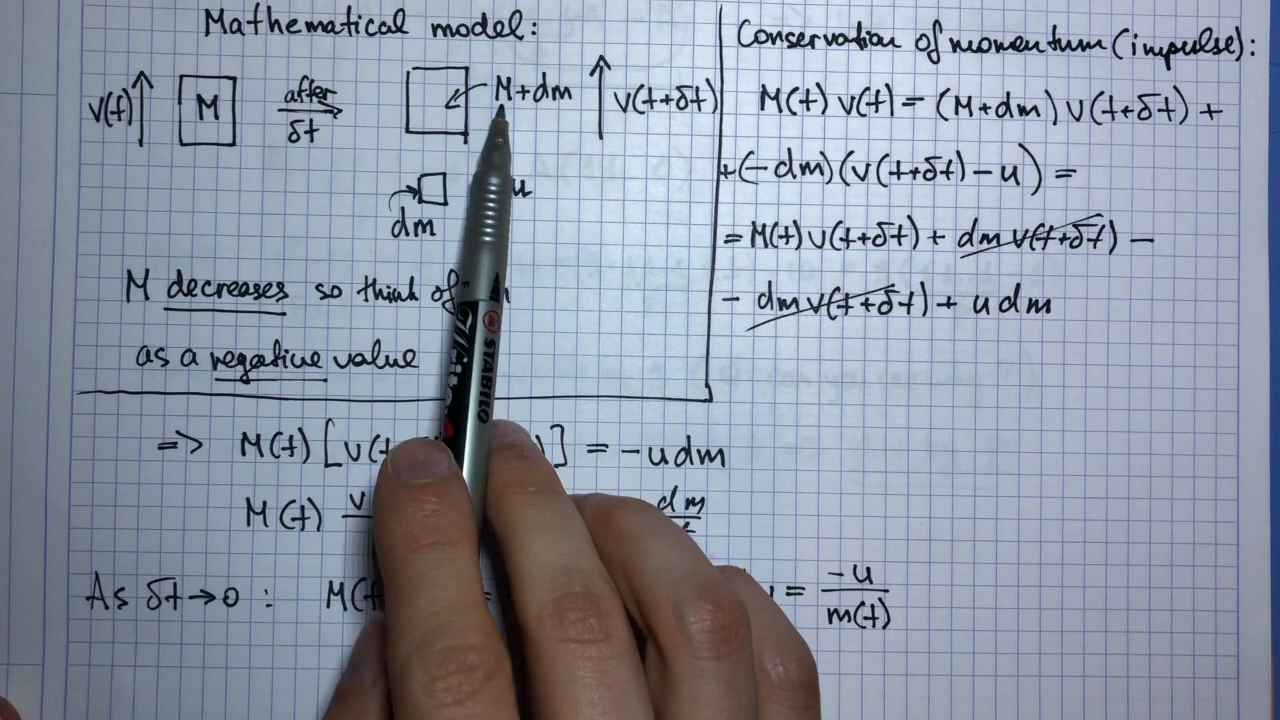 Mathematical model:
v(t) M after δt M+dm v(t+δt)
dm u
M decreases so think of
as a negative value
Conservation of momentum (impulse):
M(t) v(t) = (M+dm) v(t+δt) +
+(-dm)(v(t+δt) - u) =
= M(t) v(t+δt) + dm v(t+δt) -
- dm v(t+δt) + u dm
=> M(t) [v(t ] = -u dm
M(t) v dm
As δt→0 : M(t = -u / m(t)
STABILO